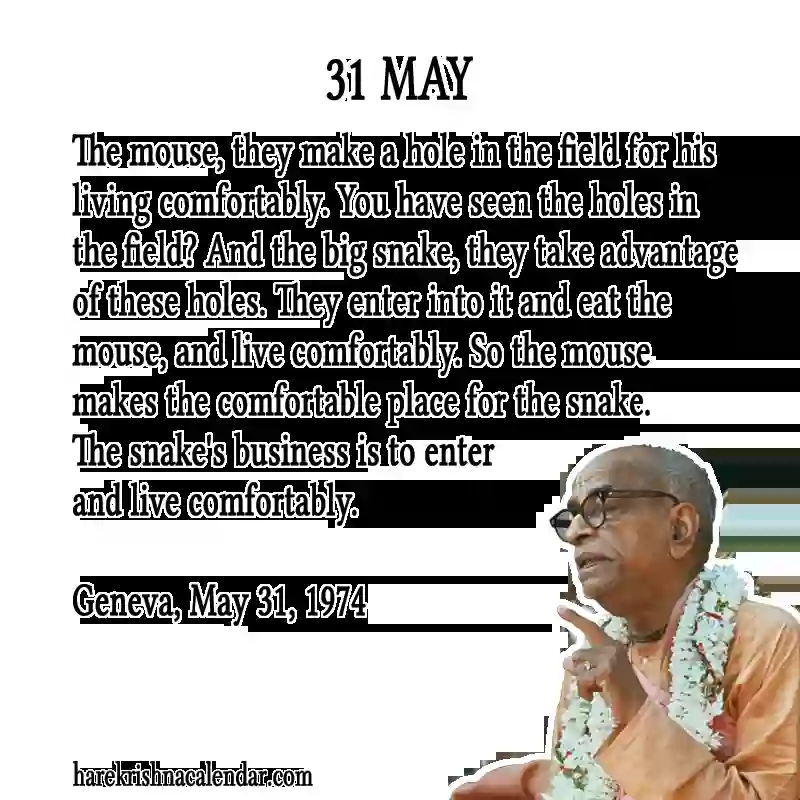 31 MAY
The mouse, they make a hole in the field for his
living comfortably. You have seen the holes in
the field? And the big snake, they take advantage
of these holes. They enter into it and eat the
mouse, and live comfortably. So the mouse
makes the comfortable place for the snake.
The snake's business is to enter
and live comfortably.
Geneva, May 31, 1974
harekrishnacalendar.com